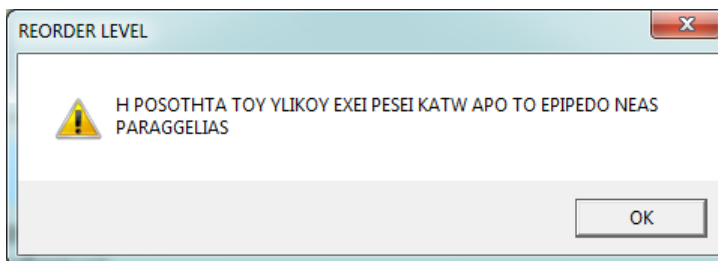 REORDER LEVEL
H POSOTHTA TOY YLIKOY EXEI PESEI KATW APO TO EPIPEDO NEAS
PARAGGELIAS
OK